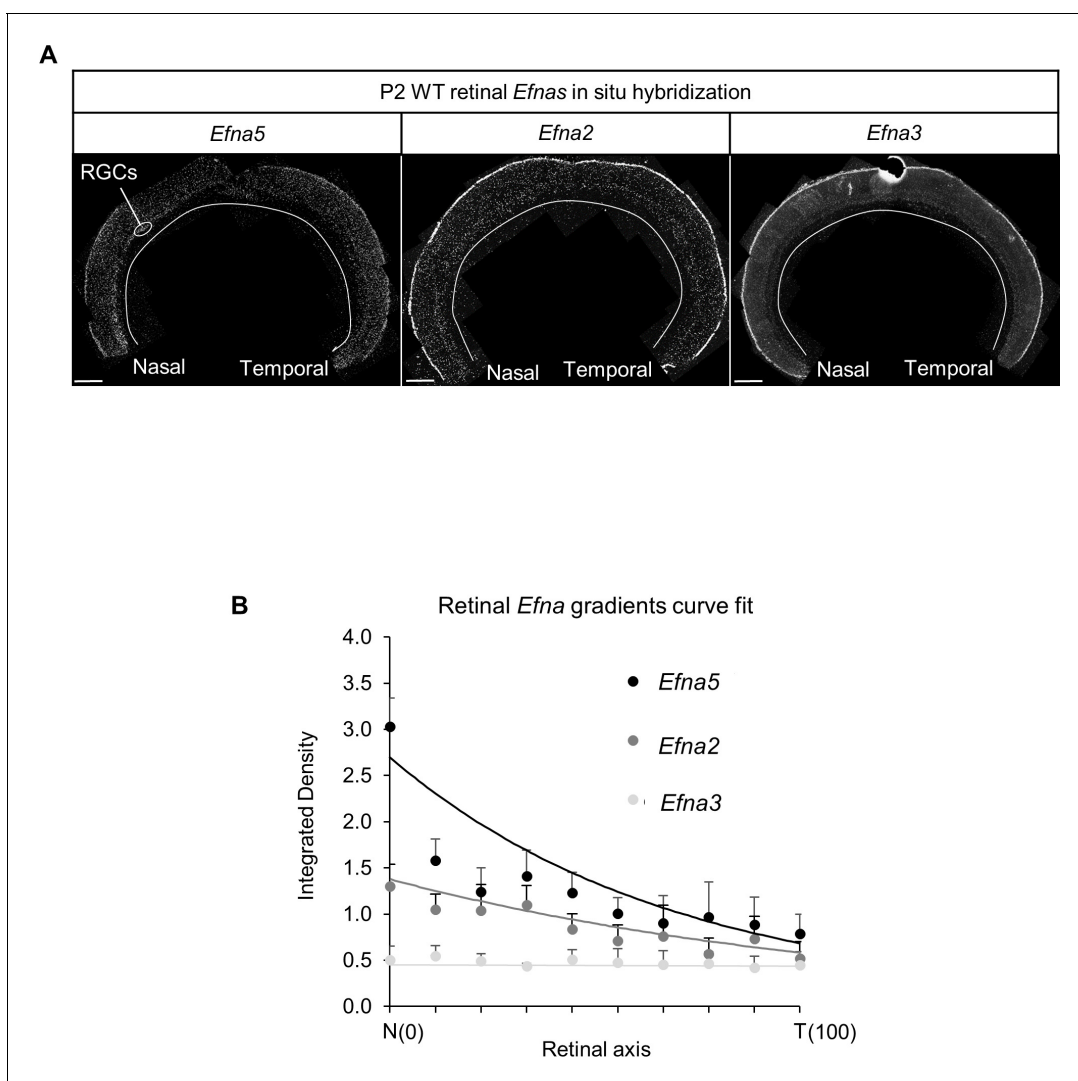 A
P2 WT retinal Efnas in situ hybridization
Efna5 Efna2 Efna3
RGCs
Nasal Temporal Nasal Temporal Nasal Temporal
B Retinal Efna gradients curve fit
4.0
3.5
3.0
2.5
2.0
1.5
1.0
0.5
0.0
Integrated Density
Efna5
Efna2
Efna3
N(0) T(100)
Retinal axis